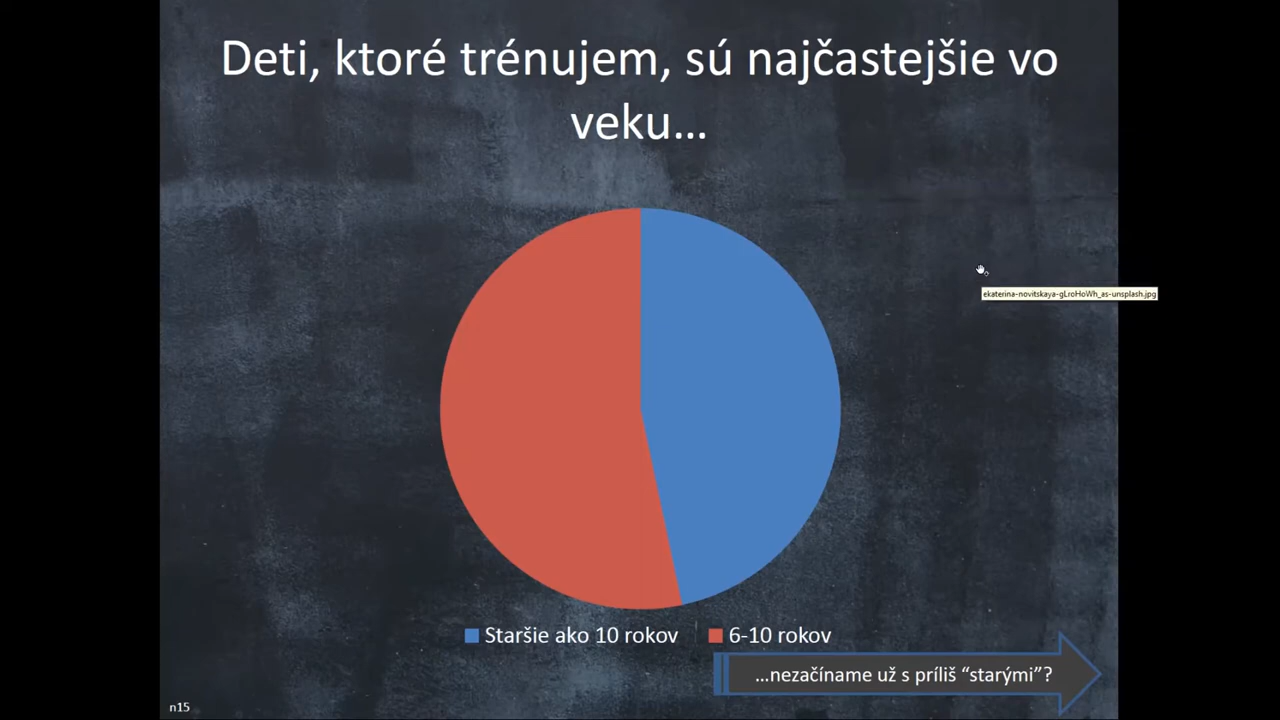 Deti, ktoré trénujem, sú najčastejšie vo
veku...
ekaterina-novitskaya-gLroHoWh_as-unsplash.jpg
Staršie ako 10 rokov
6-10 rokov
...nezačíname už s príliš “starými”?
n15